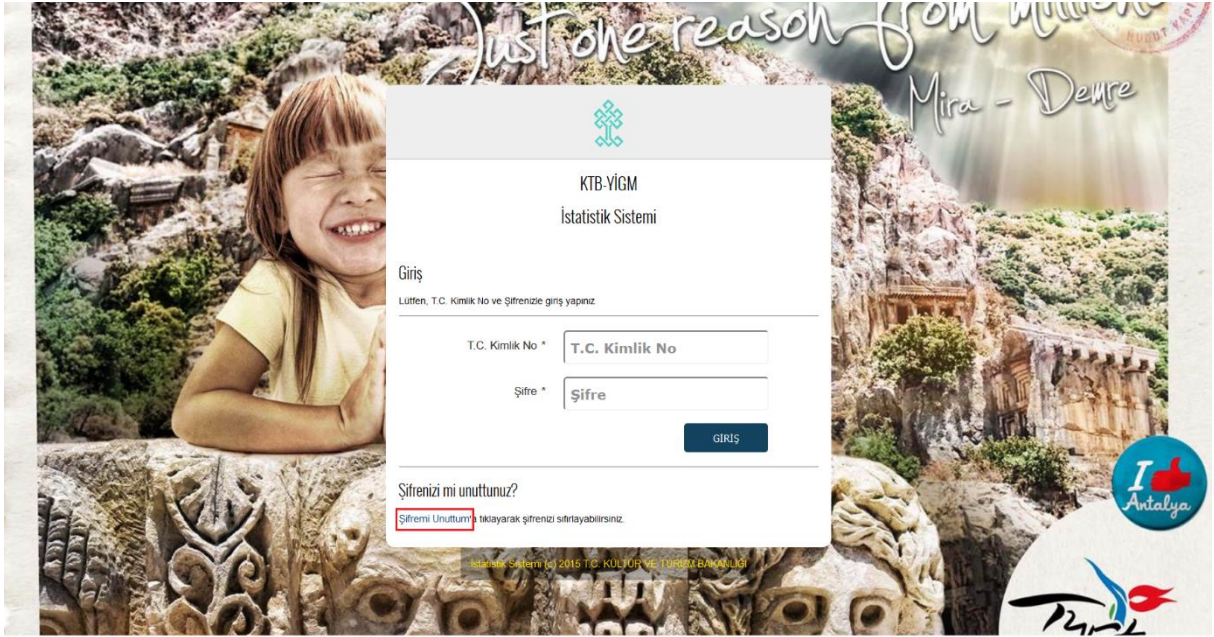 Just one reason from
Mira - Demre
KTB-YİGM
İstatistik Sistemi
Giriş
Lütfen, T.C. Kimlik No ve Şifrenizle giriş yapınız
T.C. Kimlik No *
T.C. Kimlik No
Şifre *
Şifre
GİRİŞ
Şifrenizi mi unuttunuz?
Şifremi Unuttum'a tıklayarak şifrenizi sıfırlayabilirsiniz.
I
Antalya
İstatistik Sistemi (c) 2015 T.C. KÜLTÜR VE TURİZM BAKANLIĞI